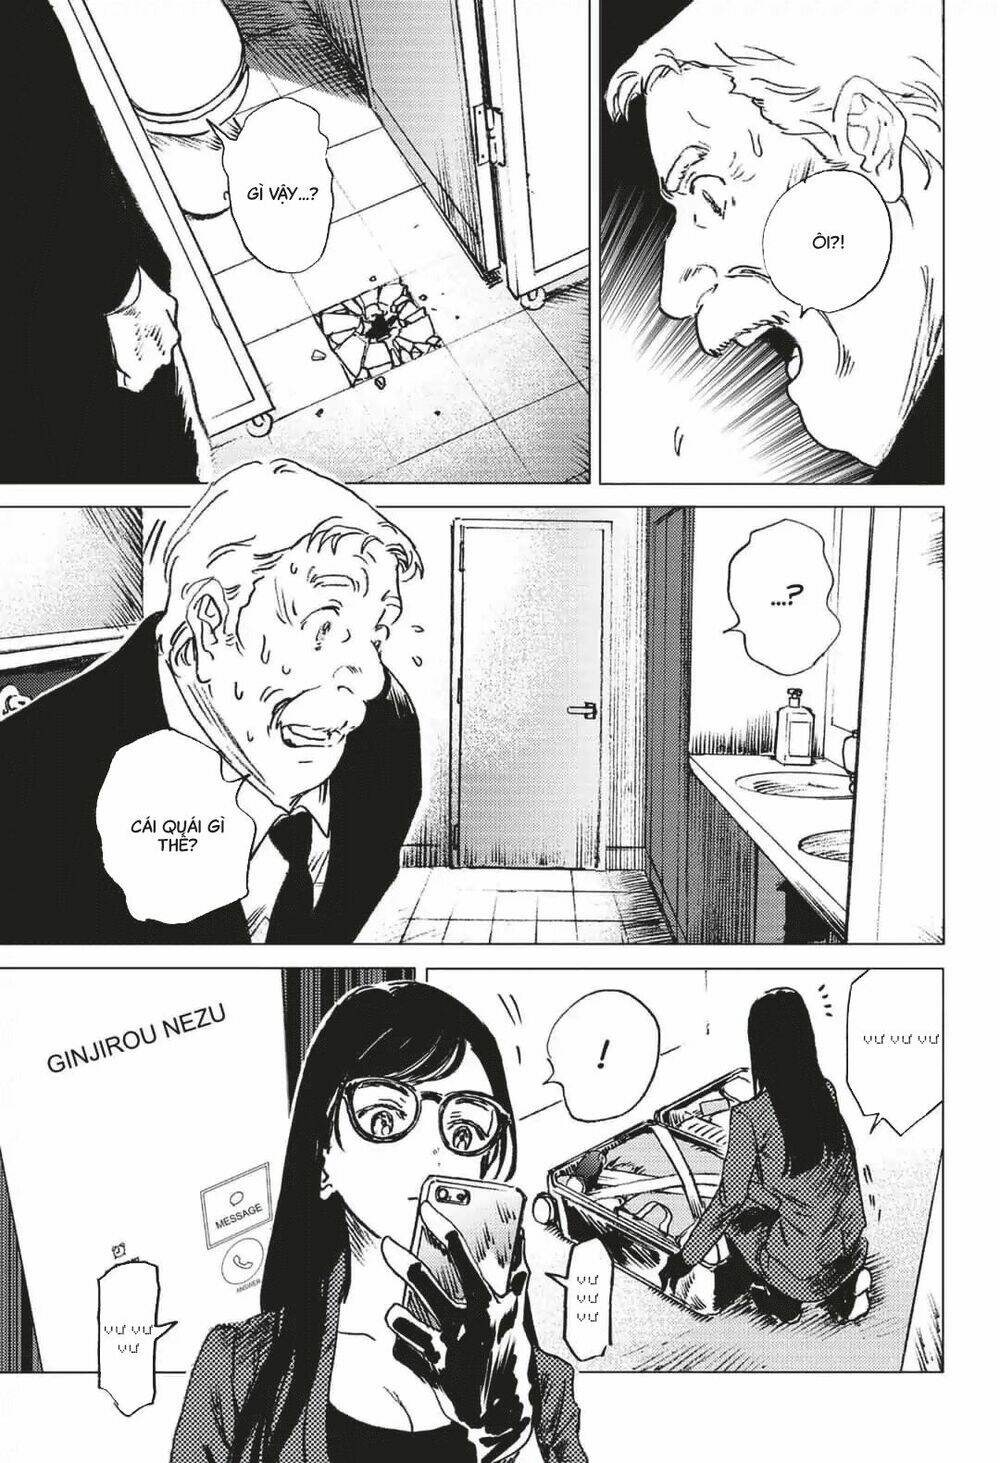 ÔI?!
GÌ VẬY...?
....?
CÁI QUÁI GÌ
THẾ?
VƯ VƯ VƯ
!
VƯ
VƯ
VƯ
GINJIROU NEZU
MESSAGE
ANSWER
VƯ VƯ
VƯ